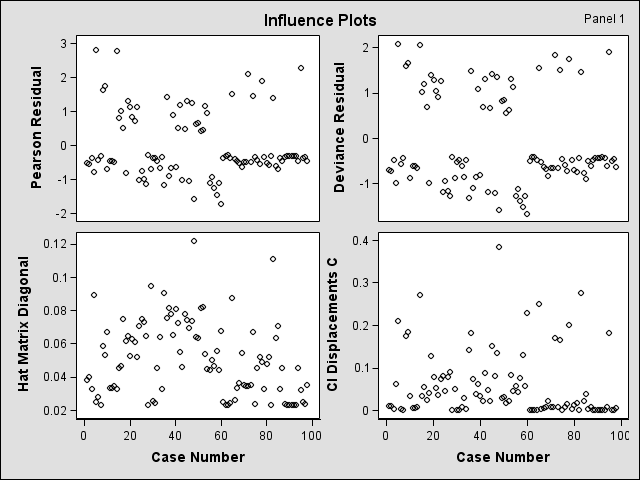 Influence Plots
Panel 1
3
2
1
0
-1
-2
Pearson Residual
2
1
0
-1
Deviance Residual
0.12
0.10
0.08
0.06
0.04
0.02
Hat Matrix Diagonal
0 20 40 60 80 100
Case Number
0.4
0.3
0.2
0.1
0
CI Displacements C
0 20 40 60 80 100
Case Number